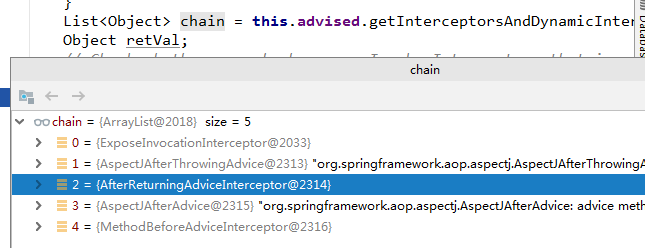 }
List<Object> chain = this.advised.getInterceptorsAndDynamicInter
Object retVal;
chain
chain = {ArrayList@2018} size = 5
0 = {ExposeInvocationInterceptor@2033}
1 = {AspectJAfterThrowingAdvice@2313} "org.springframework.aop.aspectj.AspectJAfterThrowingA
2 = {AfterReturningAdviceInterceptor@2314}
3 = {AspectJAfterAdvice@2315} "org.springframework.aop.aspectj.AspectJAfterAdvice: advice meth
4 = {MethodBeforeAdviceInterceptor@2316}
Database